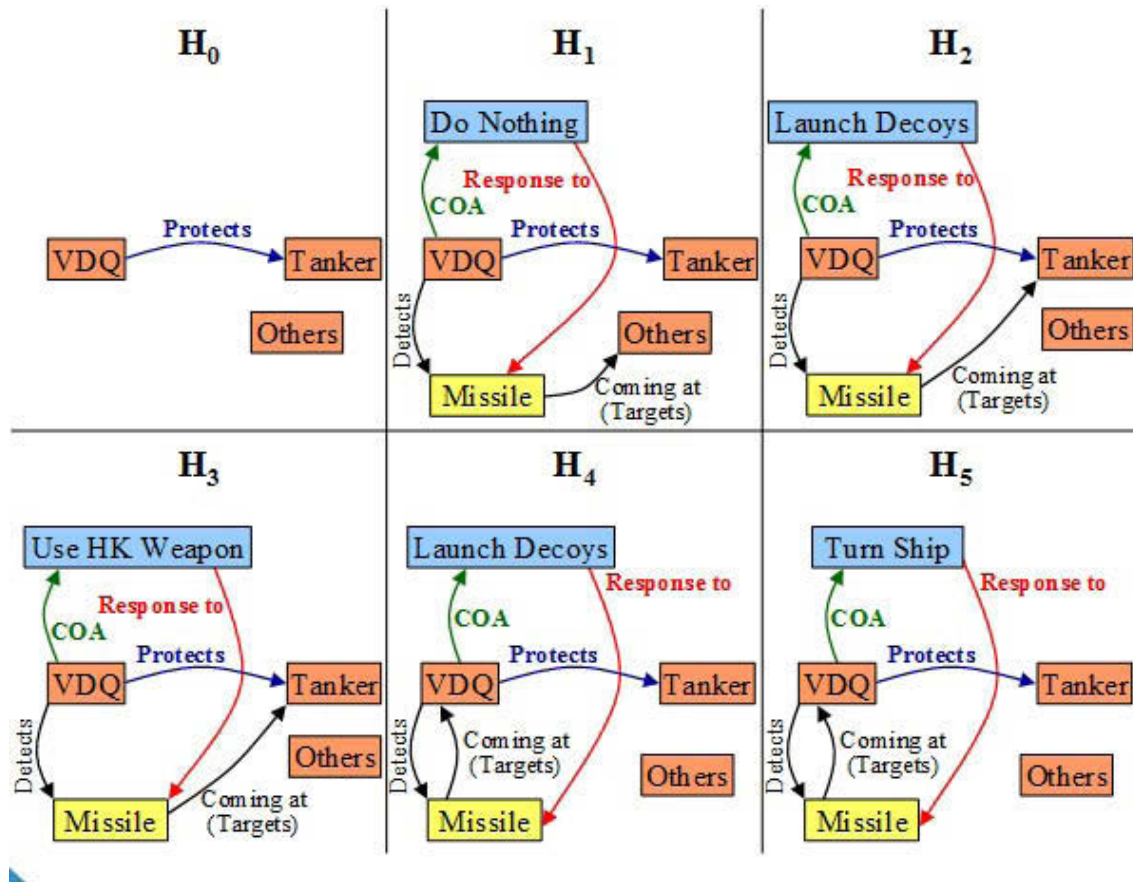 H0
VDQ
Protects
Tanker
Others
H1
Do Nothing
Response to
COA
Protects
VDQ
Tanker
Detects
Others
Missile
Coming at
(Targets)
H2
Launch Decoys
Response to
COA
Protects
VDQ
Tanker
Detects
Others
Missile
Coming at
(Targets)
H3
Use HK Weapon
Response to
COA
Protects
VDQ
Tanker
Detects
Others
Missile
Coming at
(Targets)
H4
Launch Decoys
Response to
COA
Protects
VDQ
Tanker
Detects
Coming at
(Targets)
Others
Missile
H5
Turn Ship
Response to
COA
Protects
VDQ
Tanker
Detects
Coming at
(Targets)
Others
Missile